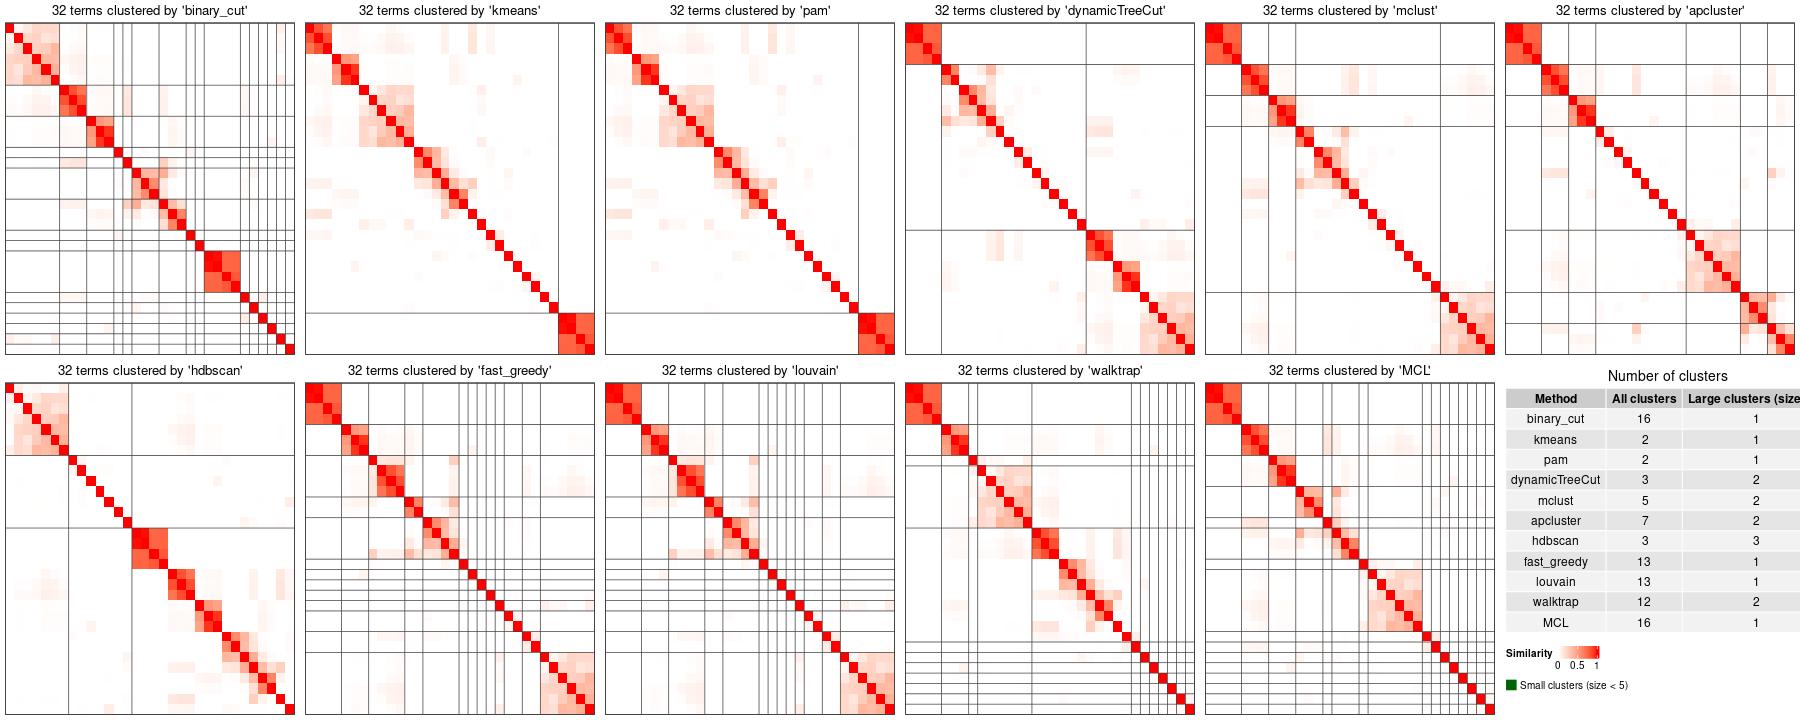 32 terms clustered by 'binary_cut'
32 terms clustered by 'kmeans'
32 terms clustered by 'pam'
32 terms clustered by 'dynamicTreeCut'
32 terms clustered by 'mclust'
32 terms clustered by 'apcluster'
32 terms clustered by 'hdbscan'
32 terms clustered by 'fast_greedy'
32 terms clustered by 'louvain'
32 terms clustered by 'walktrap'
32 terms clustered by 'MCL'
Number of clusters
Method All clusters Large clusters (size
binary_cut 16 1
kmeans 2 1
pam 2 1
dynamicTreeCut 3 2
mclust 5 2
apcluster 7 2
hdbscan 3 3
fast_greedy 13 1
louvain 13 1
walktrap 12 2
MCL 16 1
Similarity
0 0.5 1
Small clusters (size < 5)